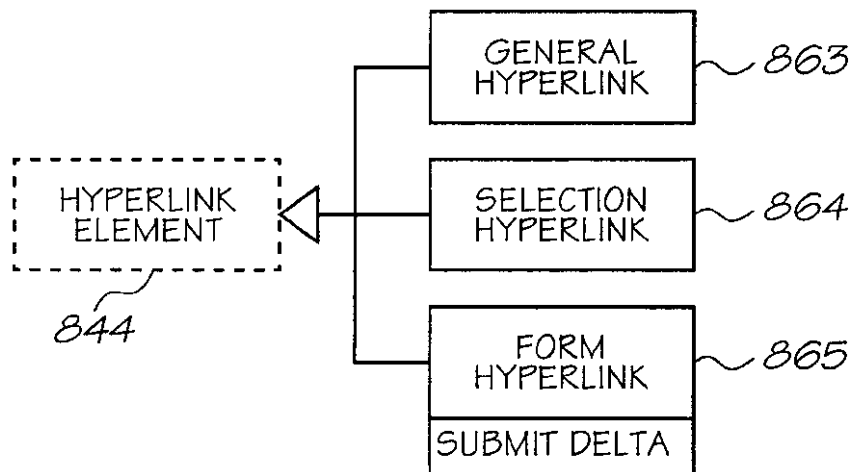 GENERAL
HYPERLINK
863
HYPERLINK
ELEMENT
844
SELECTION
HYPERLINK
864
FORM
HYPERLINK
865
SUBMIT DELTA